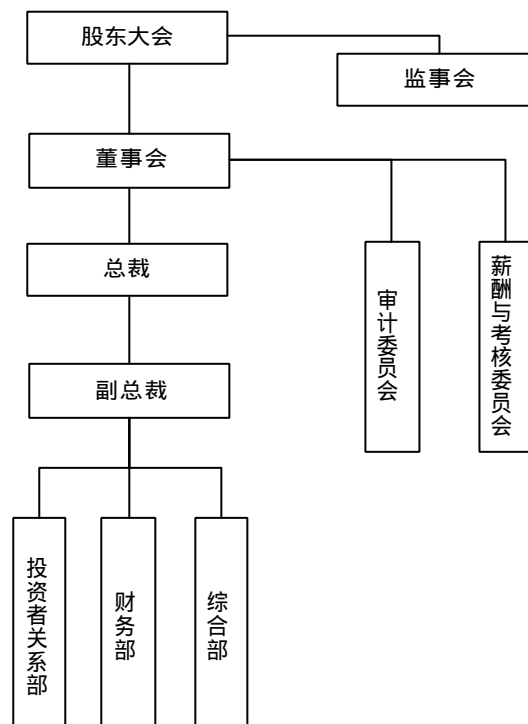 股东大会
监事会
董事会
总裁
审计委员会
薪酬与考核委员会
副总裁
投资者关系部
财务部
综合部